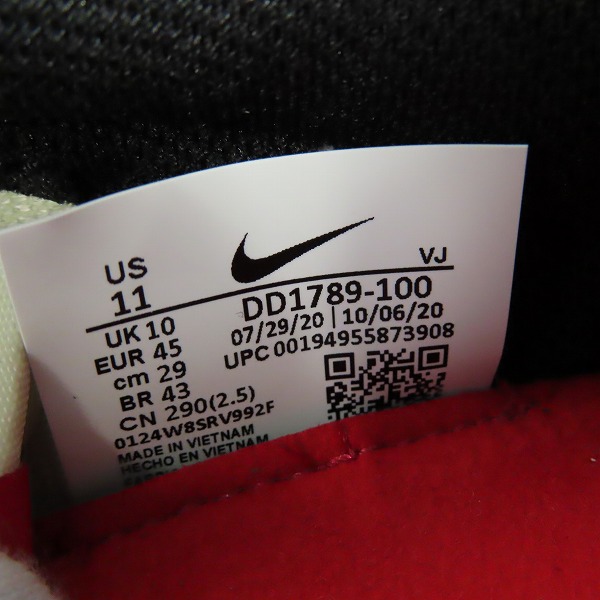 US
11
VJ
DD1789-100
07/29/20 | 10/06/20
UPC 00194955873908
UK 10
EUR 45
cm 29
BR 43
CN 290(2.5)
0124W8SRV992F
MADE IN VIETNAM
HECHO EN VIETNAM